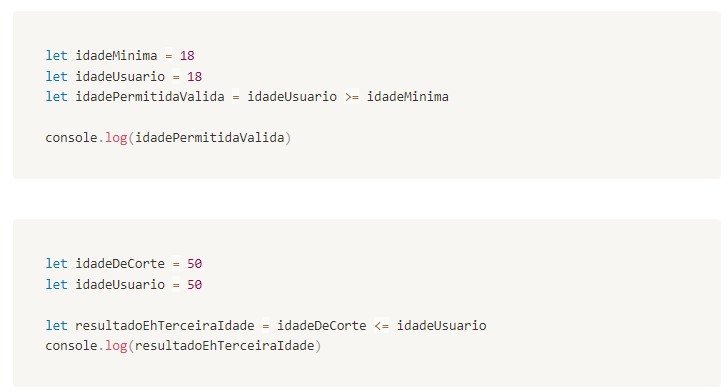 let idadeMinima = 18
let idadeUsuario = 18
let idadePermitidaValida = idadeUsuario >= idadeMinima
console.log(idadePermitidaValida)
let idadeDeCorte = 50
let idadeUsuario = 50
let resultadoEhTerceiraIdade = idadeDeCorte <= idadeUsuario
console.log(resultadoEhTerceiraIdade)